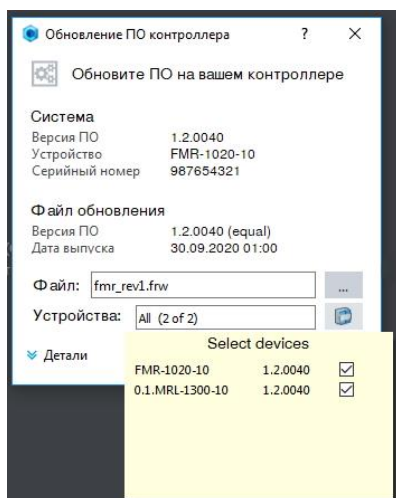 Обновление ПО контроллера ? ×
Обновите ПО на вашем контроллере
Система
Версия ПО 1.2.0040
Устройство FMR-1020-10
Серийный номер 987654321
Файл обновления
Версия ПО 1.2.0040 (equal)
Дата выпуска 30.09.2020 01:00
Файл: fmr_rev1.frw ...
Устройства: All (2 of 2)
Детали
Select devices
FMR-1020-10 1.2.0040
0.1.MRL-1300-10 1.2.0040